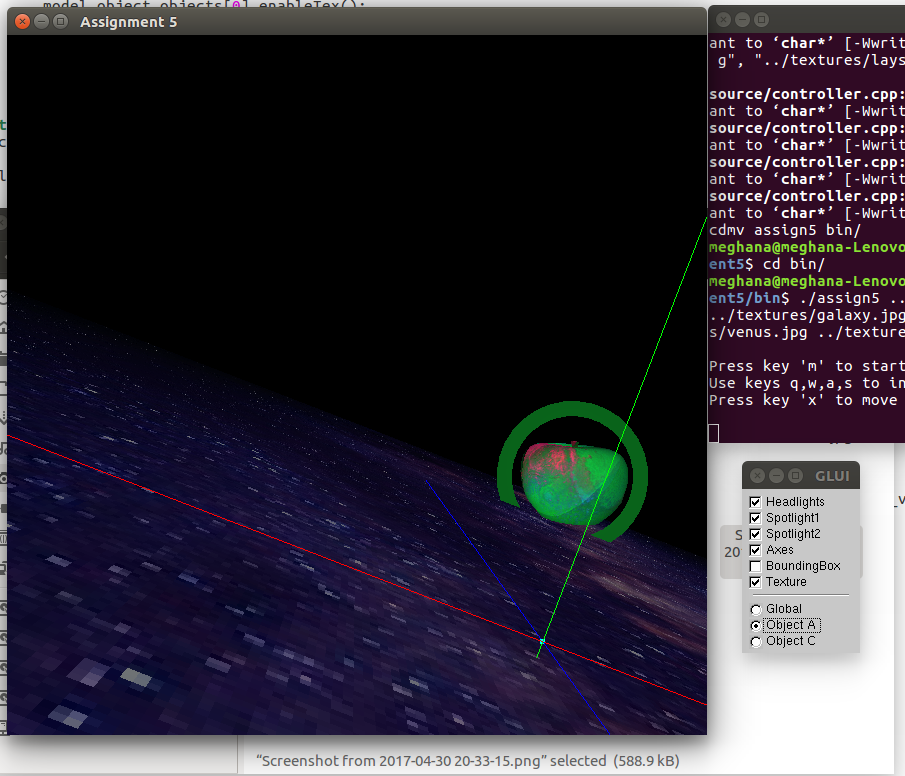 model.object.objects[0].enableTex();
Assignment 5
ant to ‘char*’ [-Wwrit
g", "../textures/lays
source/controller.cpp:
ant to ‘char*’ [-Wwrit
source/controller.cpp:
ant to ‘char*’ [-Wwrit
source/controller.cpp:
ant to ‘char*’ [-Wwrit
source/controller.cpp:
ant to ‘char*’ [-Wwrit
cdmv assign5 bin/
meghana@meghana-Lenovo
ent5$ cd bin/
meghana@meghana-Lenovo
ent5/bin$ ./assign5 ..
../textures/galaxy.jpg
s/venus.jpg ../texture
Press key 'm' to start
Use keys q,w,a,s to in
Press key 'x' to move
GLUI
Headlights
Spotlight1
Spotlight2
Axes
BoundingBox
Texture
Global
Object A
Object C
S
20
“Screenshot from 2017-04-30 20-33-15.png” selected (588.9 kB)